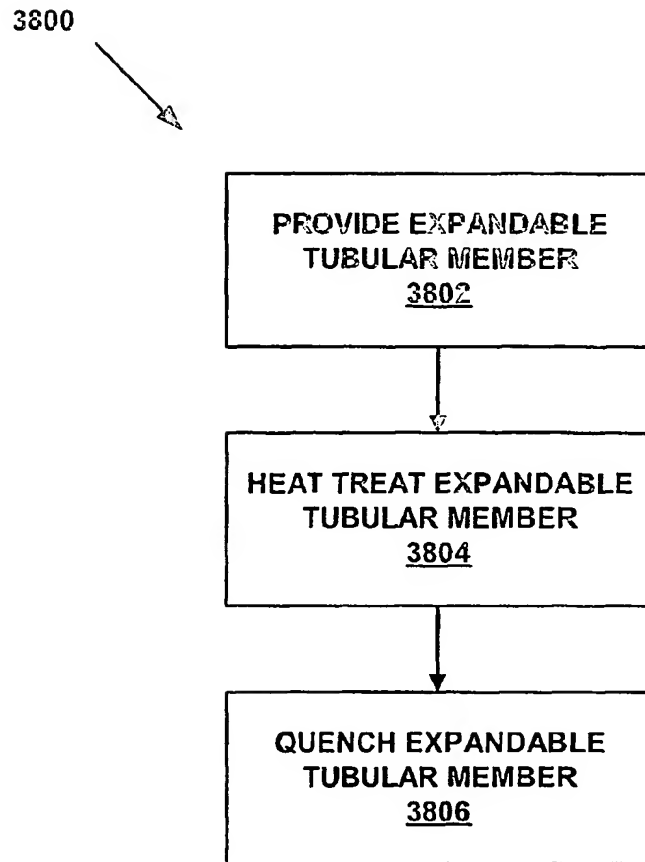 3800
PROVIDE EXPANDABLE
TUBULAR MEMBER
3802
HEAT TREAT EXPANDABLE
TUBULAR MEMBER
3804
QUENCH EXPANDABLE
TUBULAR MEMBER
3806